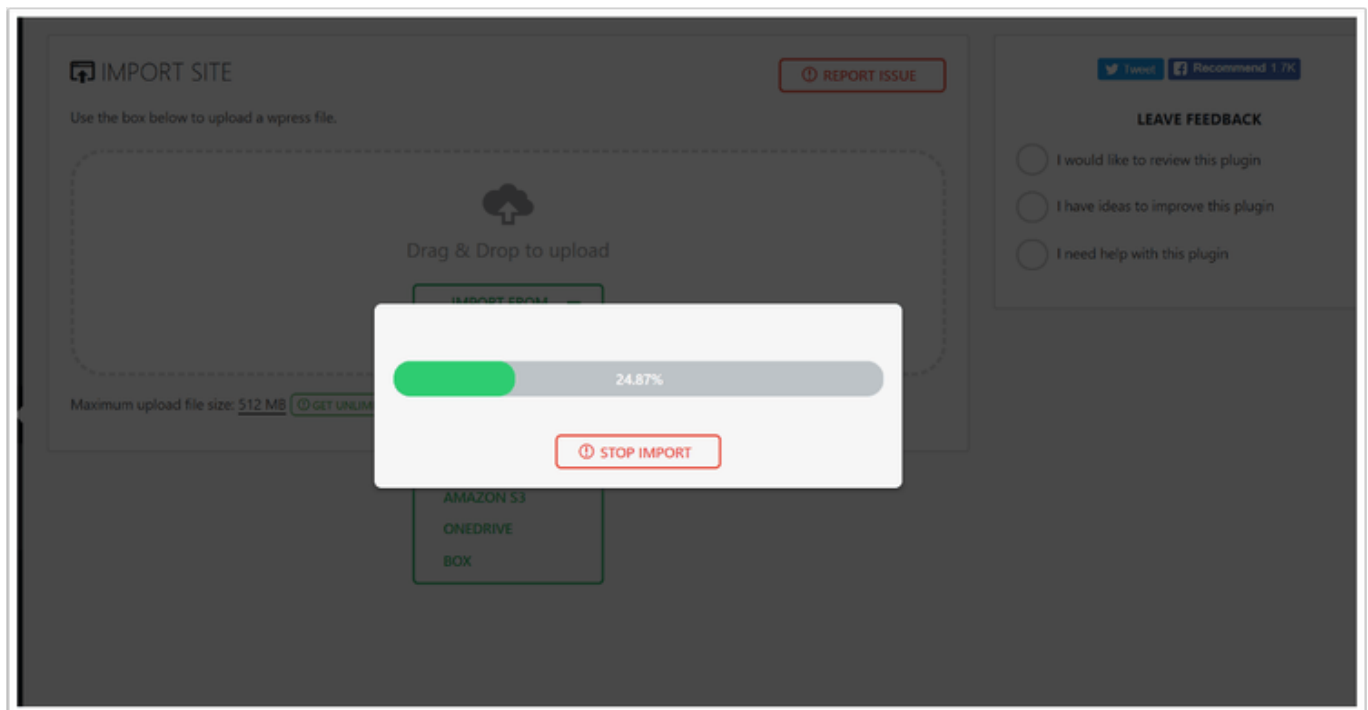 IMPORT SITE
REPORT ISSUE
Use the box below to upload a wpress file.
Drag & Drop to upload
IMPORT FROM
24.87%
STOP IMPORT
Maximum upload file size: 512 MB GET
AMAZON S3
ONEDRIVE
BOX
Tweet Recommend 1 7K
LEAVE FEEDBACK
I would like to review this plugin
I have ideas to improve this plugin
I need help with this plugin